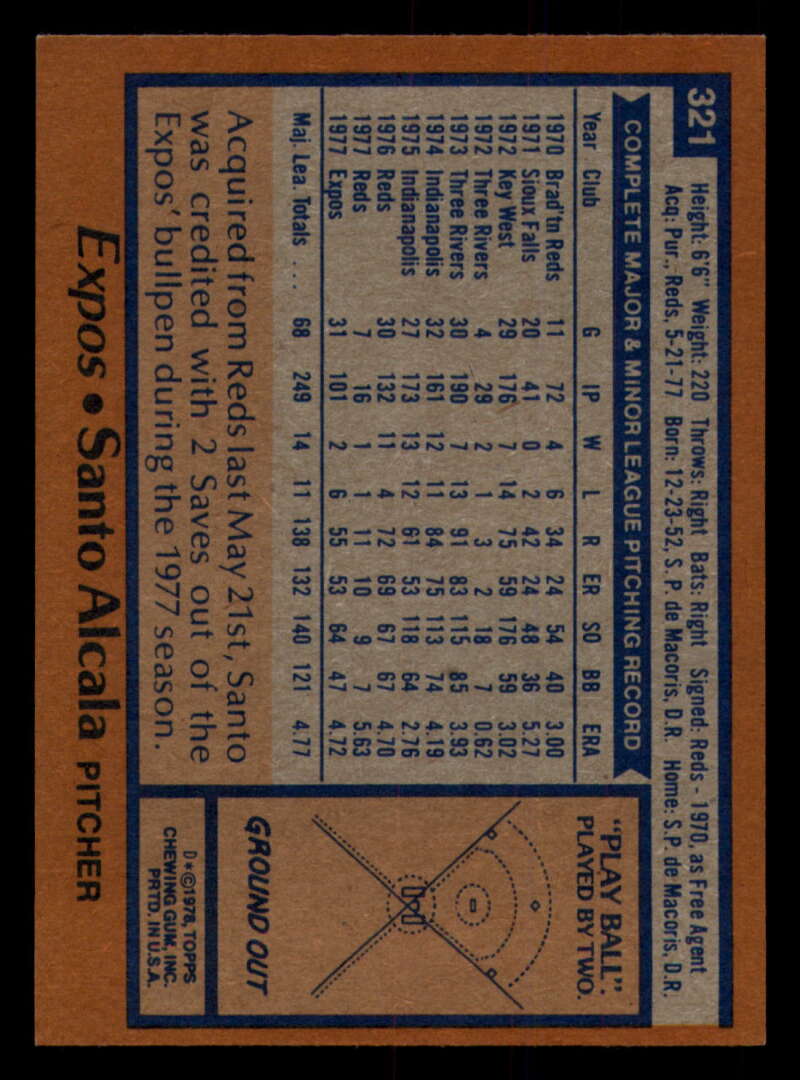 321
Height: 6'6" Weight: 220 Throws: Right Bats: Right Signed: Reds - 1970, as Free Agent
Acq: Pur., Reds, 5-21-77 Born: 12-23-52, S. P. de Macoris, D.R. Home: S.P. de Macoris, D.R.
COMPLETE MAJOR & MINOR LEAGUE PITCHING RECORD
Year Club G IP W L R ER SO BB ERA
1970 Brad'tn Reds 11 72 4 6 34 24 54 40 3.00
1971 Sioux Falls 20 41 0 2 42 24 48 36 5.27
1972 Key West 29 176 7 14 75 59 176 59 3.02
1972 Three Rivers 4 29 2 1 3 2 18 7 0.62
1973 Three Rivers 30 190 7 13 91 83 115 85 3.93
1974 Indianapolis 32 161 12 11 84 75 113 74 4.19
1975 Indianapolis 27 173 13 12 61 53 118 64 2.76
1976 Reds 30 132 11 4 72 69 67 67 4.70
1977 Reds 7 16 1 1 11 10 9 7 5.63
1977 Expos 31 101 2 6 55 53 64 47 4.72
Maj. Lea. Totals ... 68 249 14 11 138 132 140 121 4.77
Acquired from Reds last May 21st, Santo
was credited with 2 Saves out of the
Expos' bullpen during the 1977 season.
"PLAY BALL":
PLAYED BY TWO.
GROUND OUT
D*©1978, TOPPS
CHEWING GUM, INC.
PRTD. IN U.S.A.
Expos • Santo Alcala PITCHER